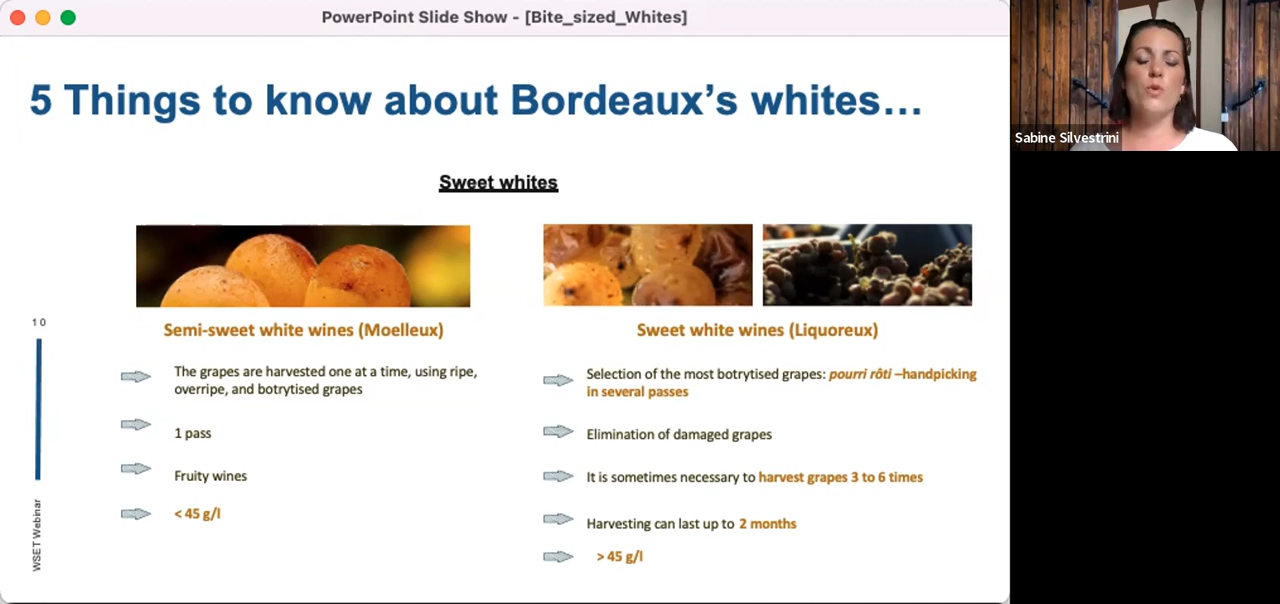 PowerPoint Slide Show - [Bite_sized_Whites]
5 Things to know about Bordeaux’s whites…
Sabine Silvestrini
Sweet whites
Semi-sweet white wines (Moelleux)
The grapes are harvested one at a time, using ripe,
overripe, and botrytised grapes
1 pass
Fruity wines
< 45 g/l
Sweet white wines (Liquoreux)
Selection of the most botrytised grapes: pourri rôti –handpicking
in several passes
Elimination of damaged grapes
It is sometimes necessary to harvest grapes 3 to 6 times
Harvesting can last up to 2 months
> 45 g/l
10
WSET Webinar